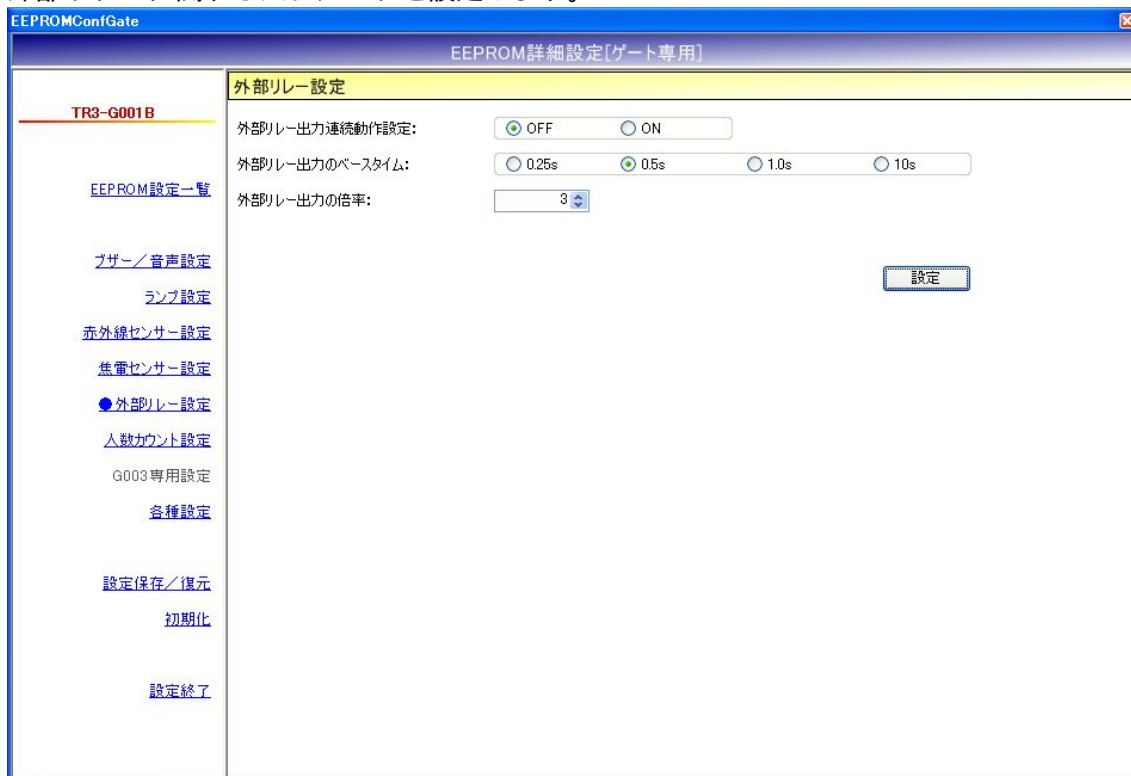 EEPROMConfGate
EEPROM詳細設定[ゲート専用]
TR3-G001B
EEPROM設定一覧
ブザー／音声設定
ランプ設定
赤外線センサー設定
焦電センサー設定
●外部リレー設定
人数カウント設定
G003専用設定
各種設定
設定保存／復元
初期化
設定終了
外部リレー設定
外部リレー出力連続動作設定: OFF ON
外部リレー出力のベースタイム: 0.25s 0.5s 1.0s 10s
外部リレー出力の倍率: 3
設定